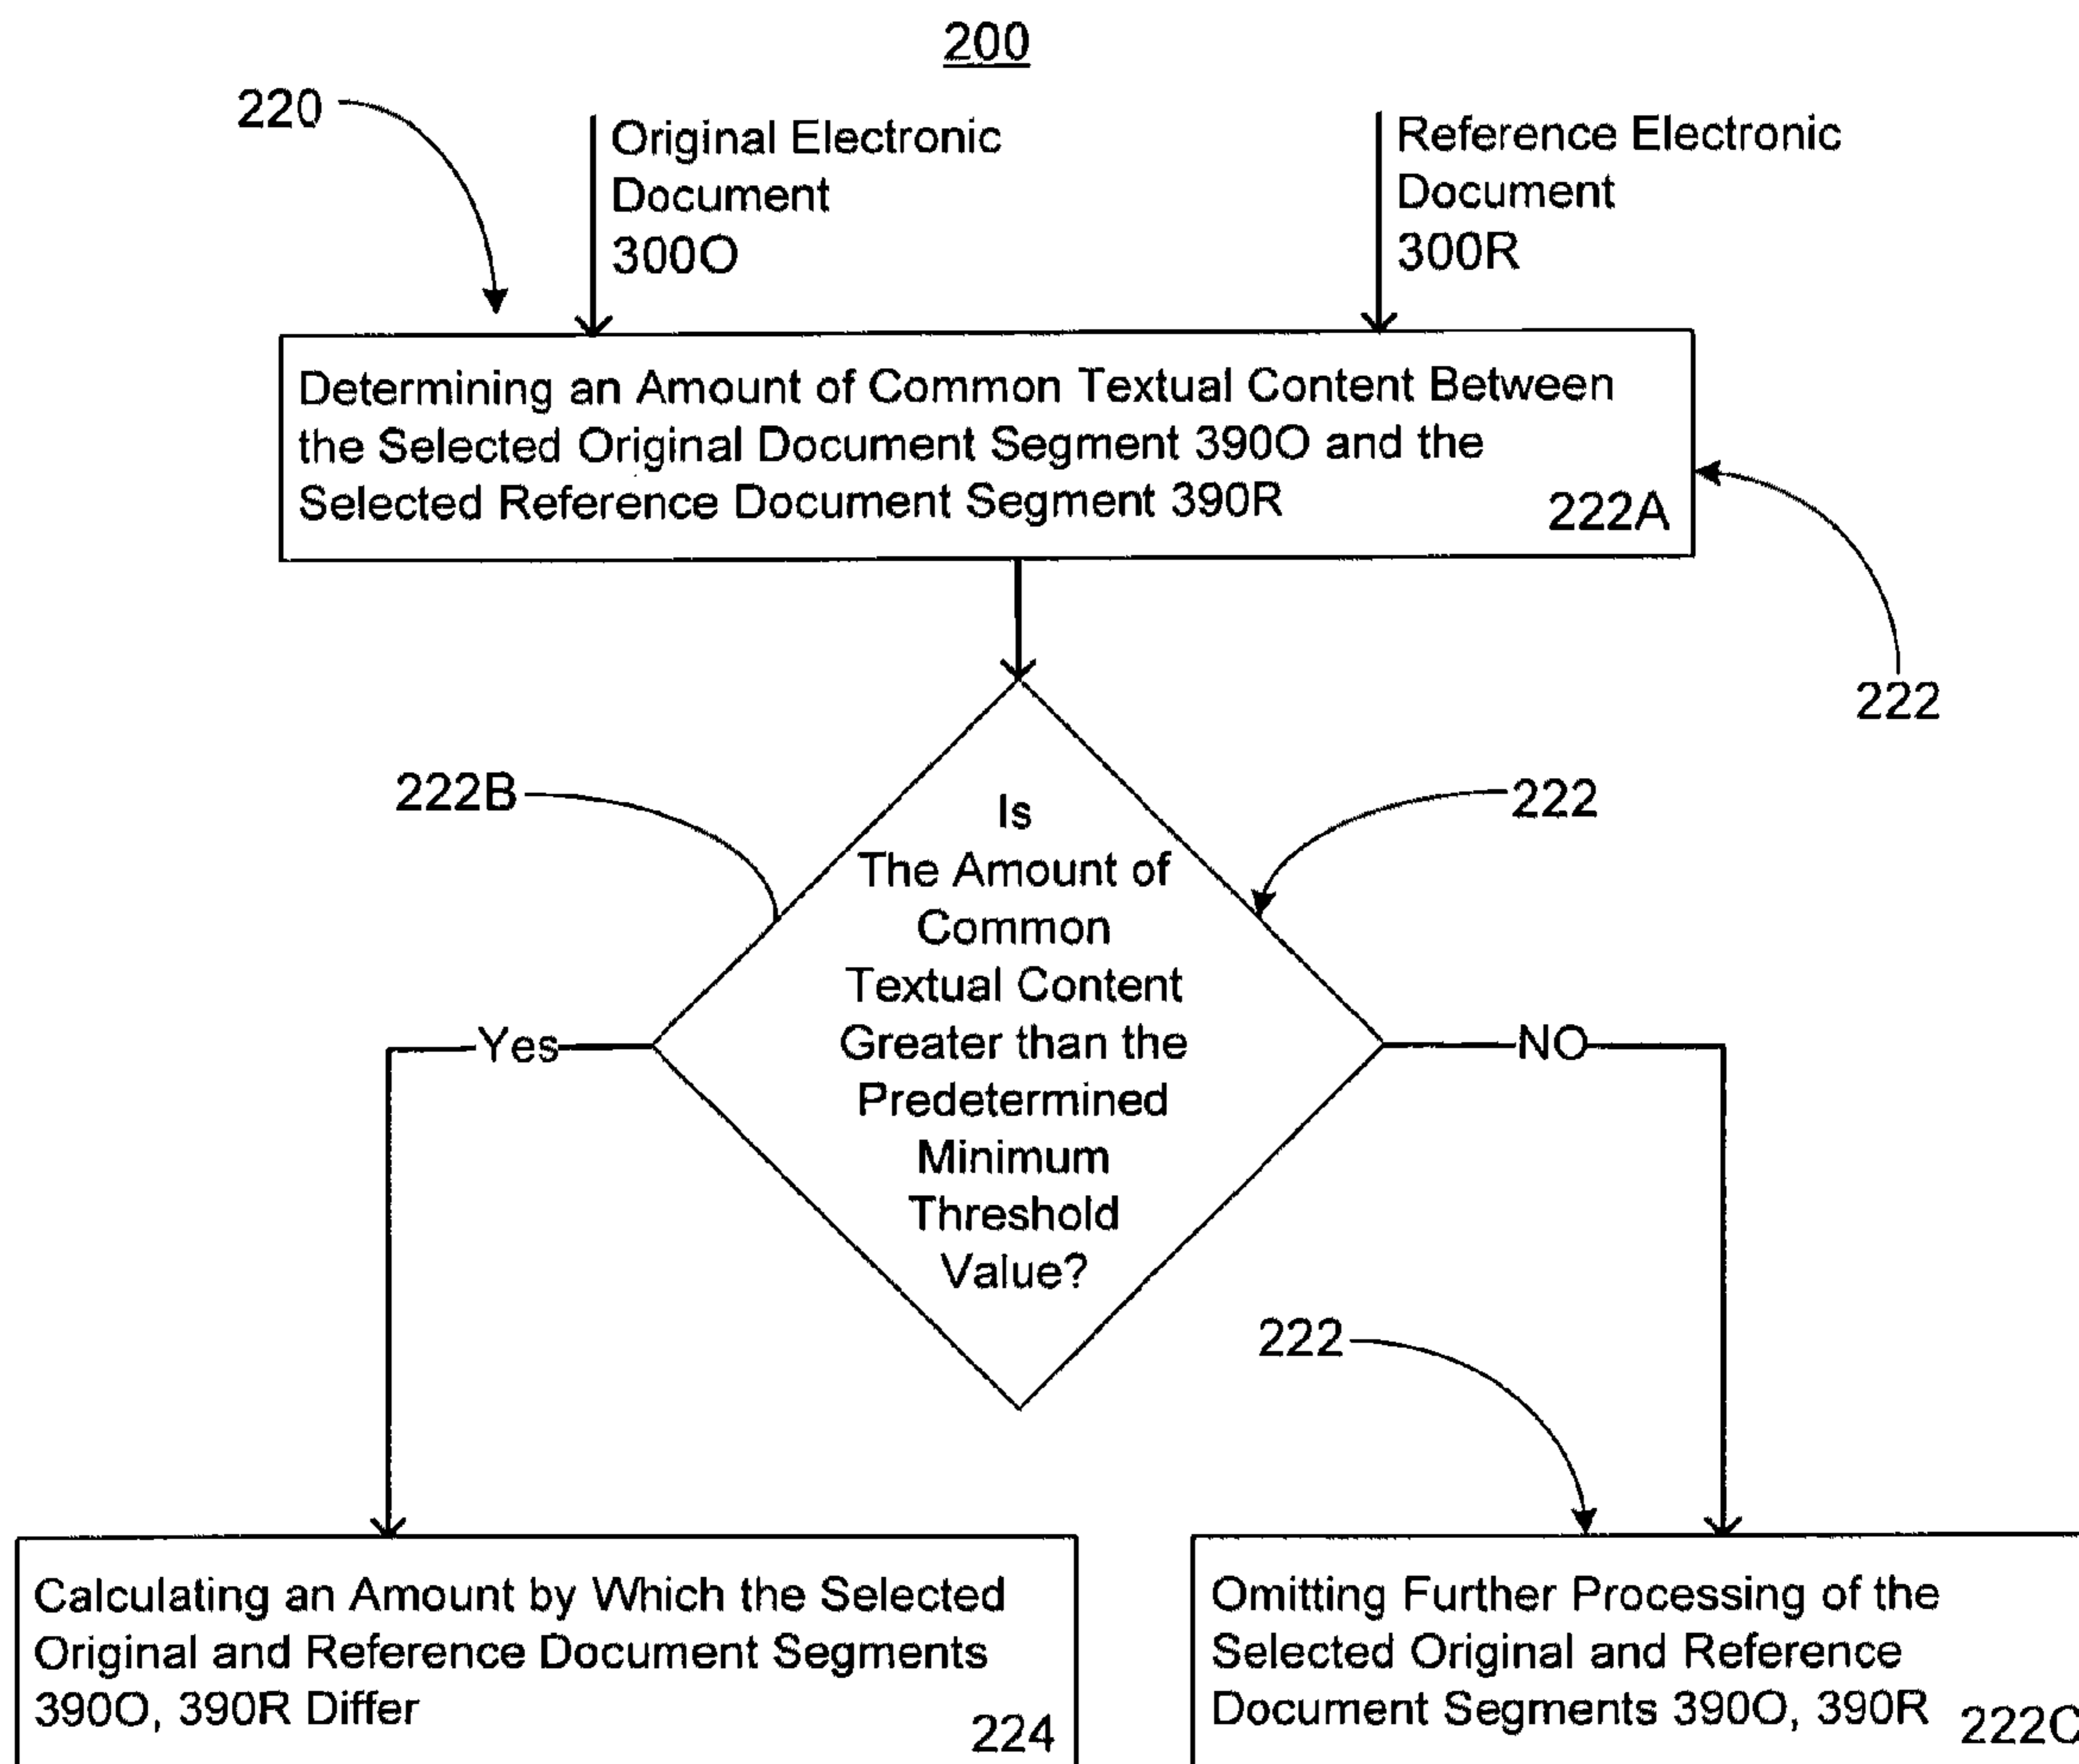 200
220
Original Electronic
Document
300O
Reference Electronic
Document
300R
Determining an Amount of Common Textual Content Between
the Selected Original Document Segment 390O and the
Selected Reference Document Segment 390R
222A
222
222B
222
Is
The Amount of
Common
Textual Content
Greater than the
Predetermined
Minimum
Threshold
Value?
Yes
NO
222
Calculating an Amount by Which the Selected
Original and Reference Document Segments
390O, 390R Differ
224
Omitting Further Processing of the
Selected Original and Reference
Document Segments 390O, 390R
222C